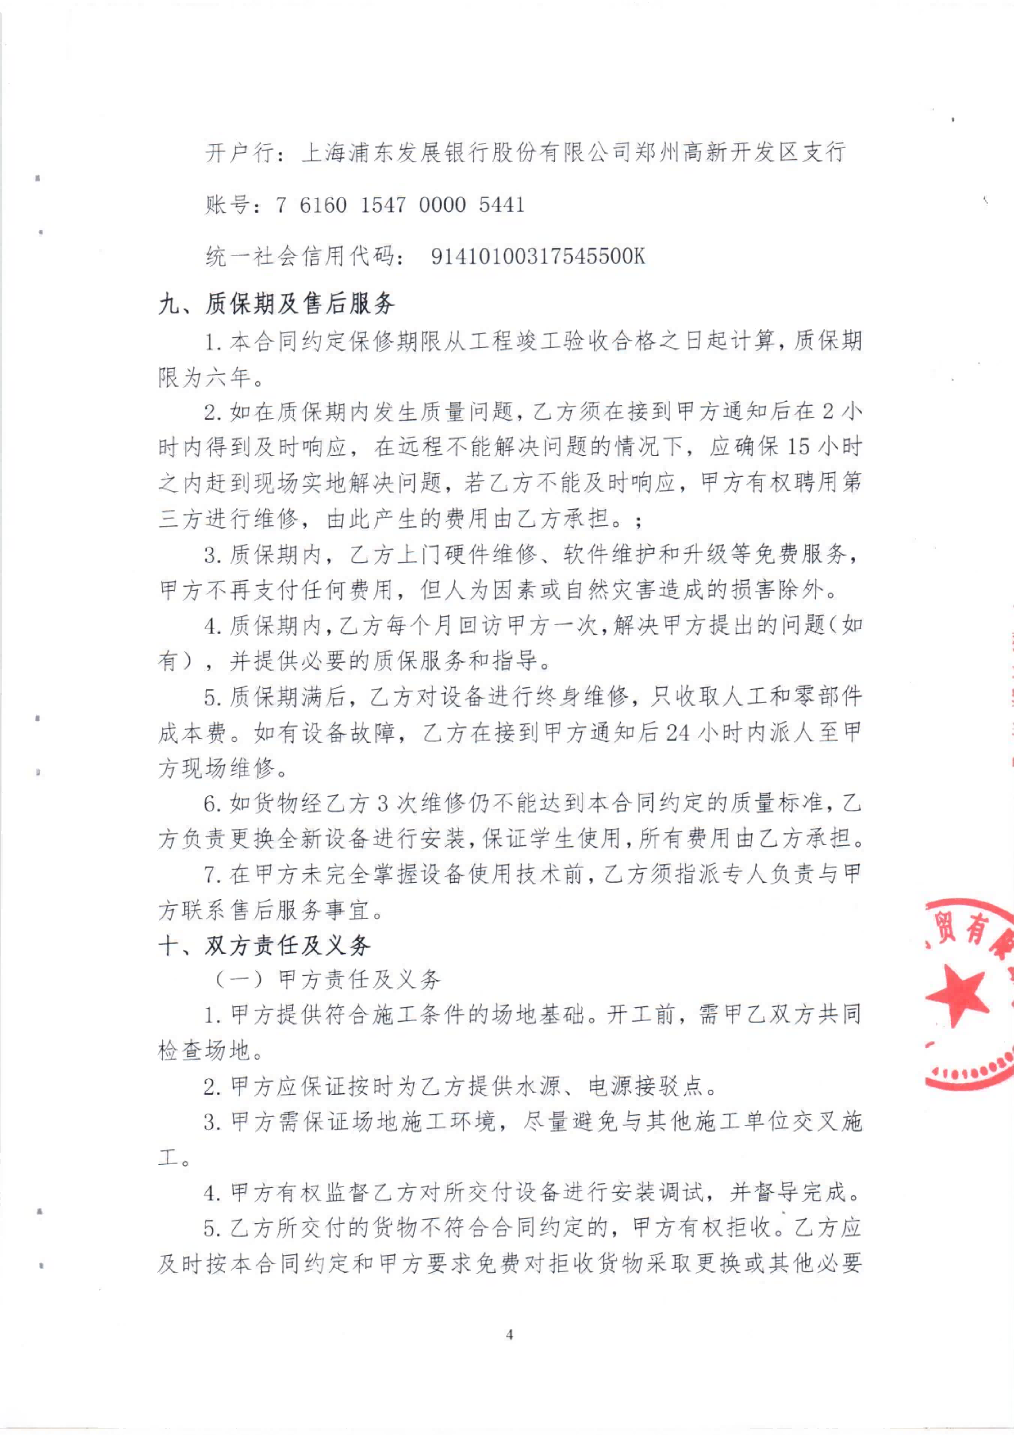 开户行：上海浦东发展银行股份有限公司郑州高新开发区支行
账号：7 6160 1547 0000 5441
统一社会信用代码： 91410100317545500K
九、质保期及售后服务
1.本合同约定保修期限从工程竣工验收合格之日起计算，质保期
限为六年。
2.如在质保期内发生质量问题，乙方须在接到甲方通知后在 2 小
时内得到及时响应，在远程不能解决问题的情况下，应确保 15 小时
之内赶到现场实地解决问题，若乙方不能及时响应，甲方有权聘用第
三方进行维修，由此产生的费用由乙方承担。；
3.质保期内，乙方上门硬件维修、软件维护和升级等免费服务，
甲方不再支付任何费用，但人为因素或自然灾害造成的损害除外。
4.质保期内，乙方每个月回访甲方一次，解决甲方提出的问题（如
有），并提供必要的质保服务和指导。
5.质保期满后，乙方对设备进行终身维修，只收取人工和零部件
成本费。如有设备故障，乙方在接到甲方通知后 24 小时内派人至甲
方现场维修。
6.如货物经乙方 3 次维修仍不能达到本合同约定的质量标准，乙
方负责更换全新设备进行安装，保证学生使用，所有费用由乙方承担。
7.在甲方未完全掌握设备使用技术前，乙方须指派专人负责与甲
方联系售后服务事宜。
十、双方责任及义务
（一）甲方责任及义务
1.甲方提供符合施工条件的场地基础。开工前，需甲乙双方共同
检查场地。
2.甲方应保证按时为乙方提供水源、电源接驳点。
3.甲方需保证场地施工环境，尽量避免与其他施工单位交叉施
工。
4.甲方有权监督乙方对所交付设备进行安装调试，并督导完成。
5.乙方所交付的货物不符合合同约定的，甲方有权拒收。乙方应
及时按本合同约定和甲方要求免费对拒收货物采取更换或其他必要
4
贸有限
41010002